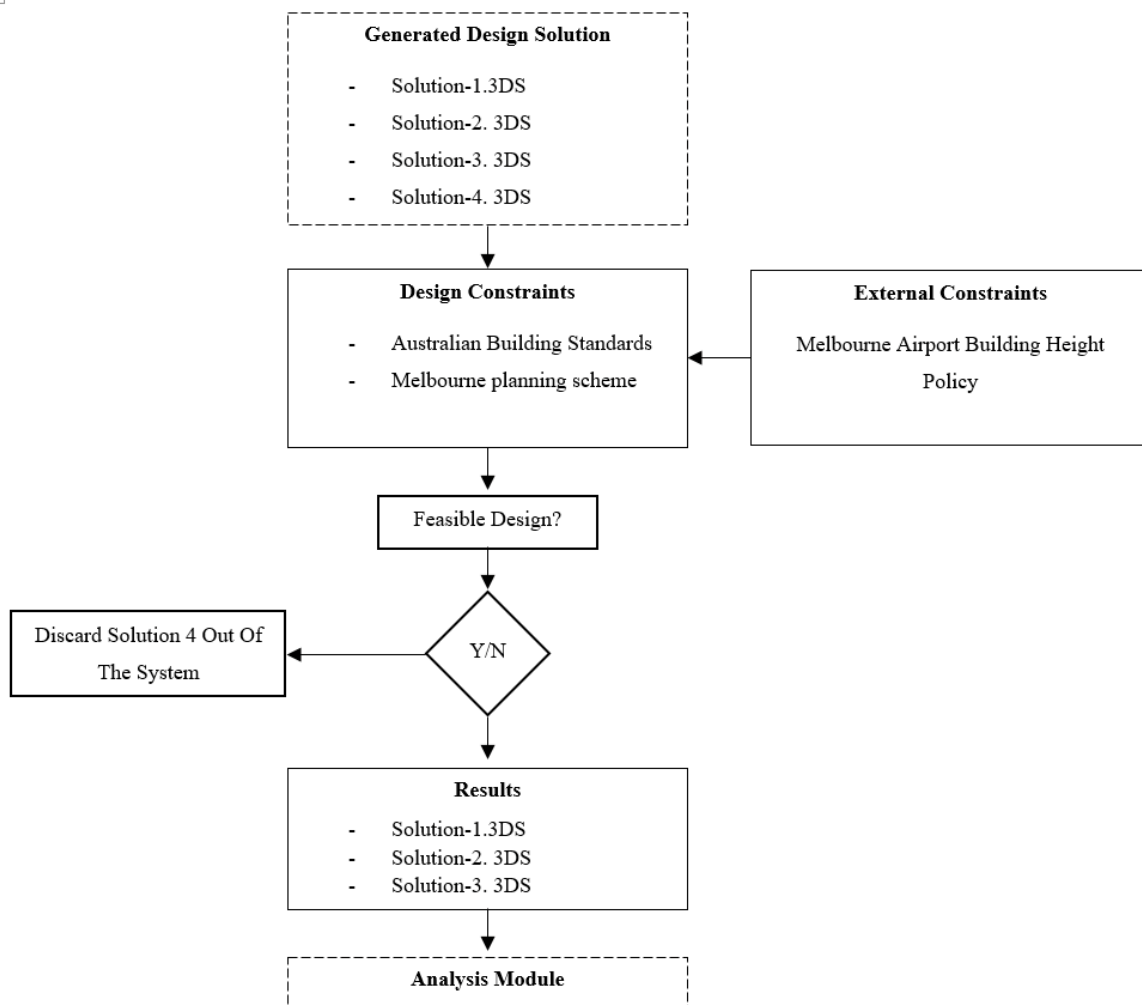 Generated Design Solution
- Solution-1.3DS
- Solution-2. 3DS
- Solution-3. 3DS
- Solution-4. 3DS
Design Constraints
- Australian Building Standards
- Melbourne planning scheme
External Constraints
Melbourne Airport Building Height
Policy
Feasible Design?
Y/N
Discard Solution 4 Out Of
The System
Results
- Solution-1.3DS
- Solution-2. 3DS
- Solution-3. 3DS
Analysis Module